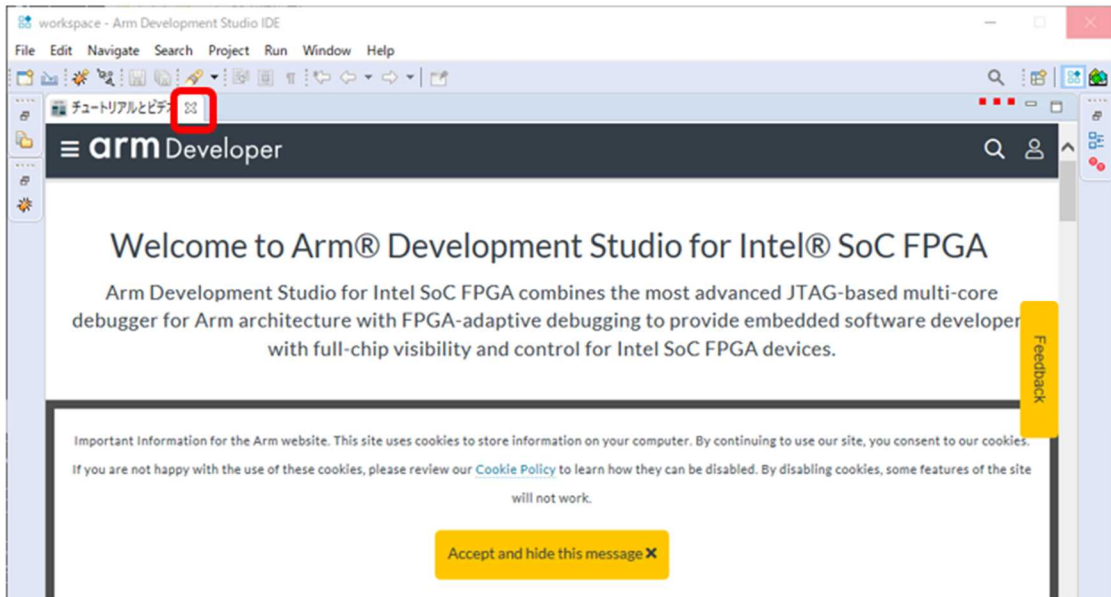 workspace - Arm Development Studio IDE
File Edit Navigate Search Project Run Window Help
チュートリアルとビデオ
arm Developer
Welcome to Arm® Development Studio for Intel® SoC FPGA
Arm Development Studio for Intel SoC FPGA combines the most advanced JTAG-based multi-core
debugger for Arm architecture with FPGA-adaptive debugging to provide embedded software developer
with full-chip visibility and control for Intel SoC FPGA devices.
Feedback
Important Information for the Arm website. This site uses cookies to store information on your computer. By continuing to use our site, you consent to our cookies.
If you are not happy with the use of these cookies, please review our Cookie Policy to learn how they can be disabled. By disabling cookies, some features of the site
will not work.
Accept and hide this message